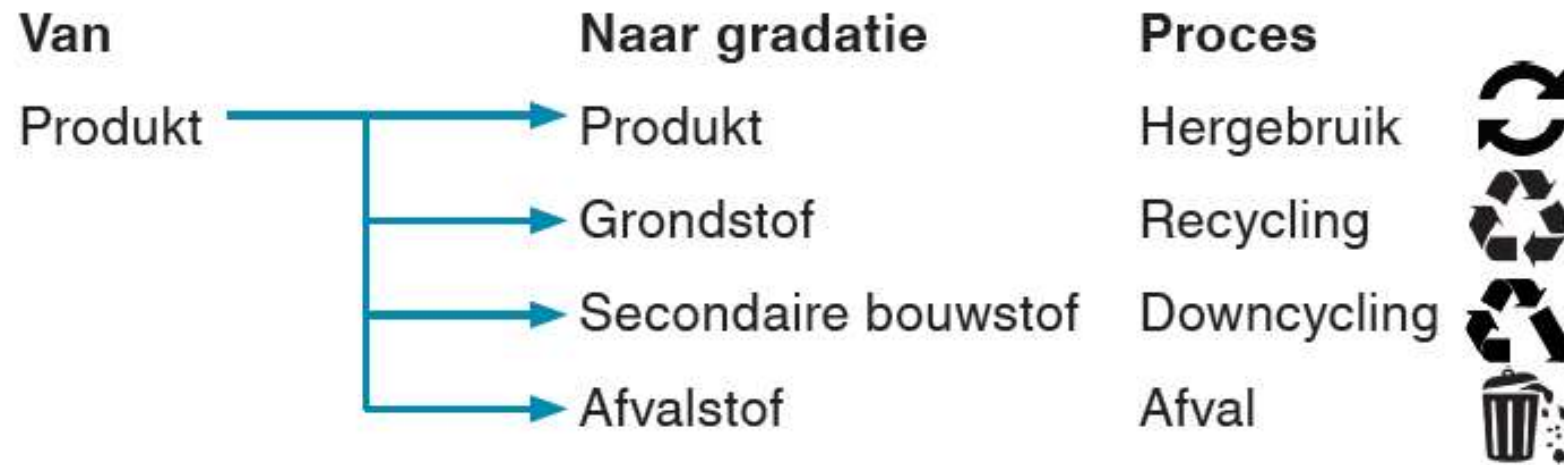 Van Naar gradatie Proces
Produkt Produkt Hergebruik
Grondstof Recycling
Secondaire bouwstof Downcycling
Afvalstof Afval